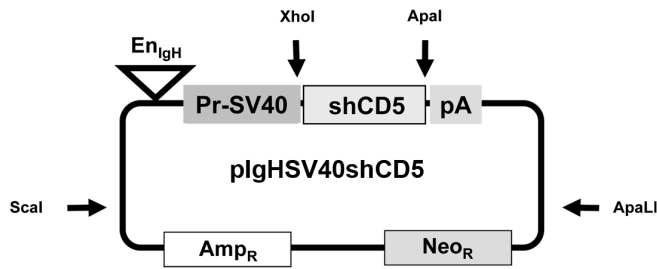 XhoI
ApaI
EnIgH
Pr-SV40
shCD5
pA
pIgHSV40shCD5
ScaI
ApaLI
AmpR
NeoR